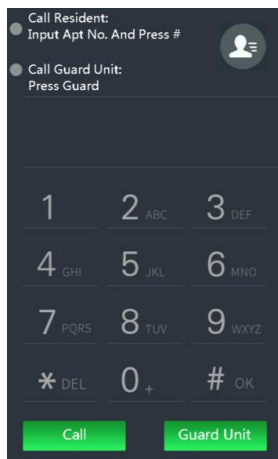 Call Resident:
Input Apt No. And Press #
Call Guard Unit:
Press Guard
1 2 ABC 3 DEF
4 GHI 5 JKL 6 MNO
7 PQRS 8 TUV 9 WXYZ
* DEL 0 + # OK
Call Guard Unit